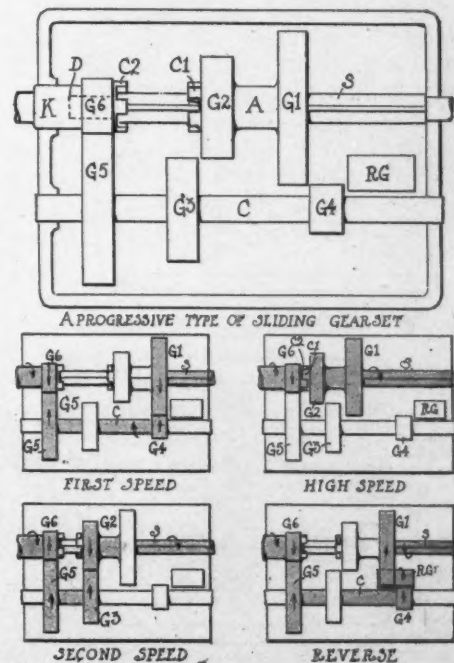 D C2 C1
K G6 G2 A G1 S
G5 RG
G3 C G4
A PROGRESSIVE TYPE OF SLIDING GEARSET
G6 G1 S
G5 C
G5 G4
FIRST SPEED
G6 C2 C1 G1 S
G2 RG
G5 G3 G4
HIGH SPEED
G6 G2 S
G5
G3
SECOND SPEED
G6 G1 S
G5 C RG
G4
REVERSE